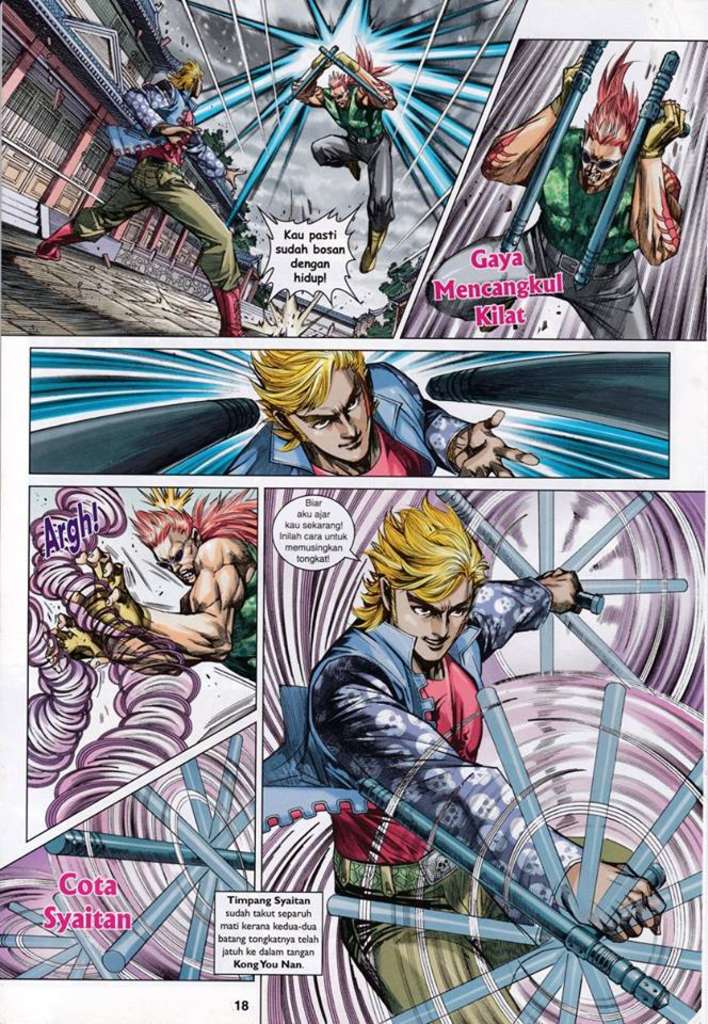 Kau pasti
sudah bosan
dengan
hidup!
Gaya
Mencangkul
Kilat
Argh!
Biar
aku ajar
kau sekarang!
Inilah cara untuk
memusingkan
tongkat!
Cota
Syaitan
Timpang Syaitan
sudah takut separuh
mati kerana kedua-dua
batang tongkatnya telah
jatuh ke dalam tangan
Kong You Nan.
18